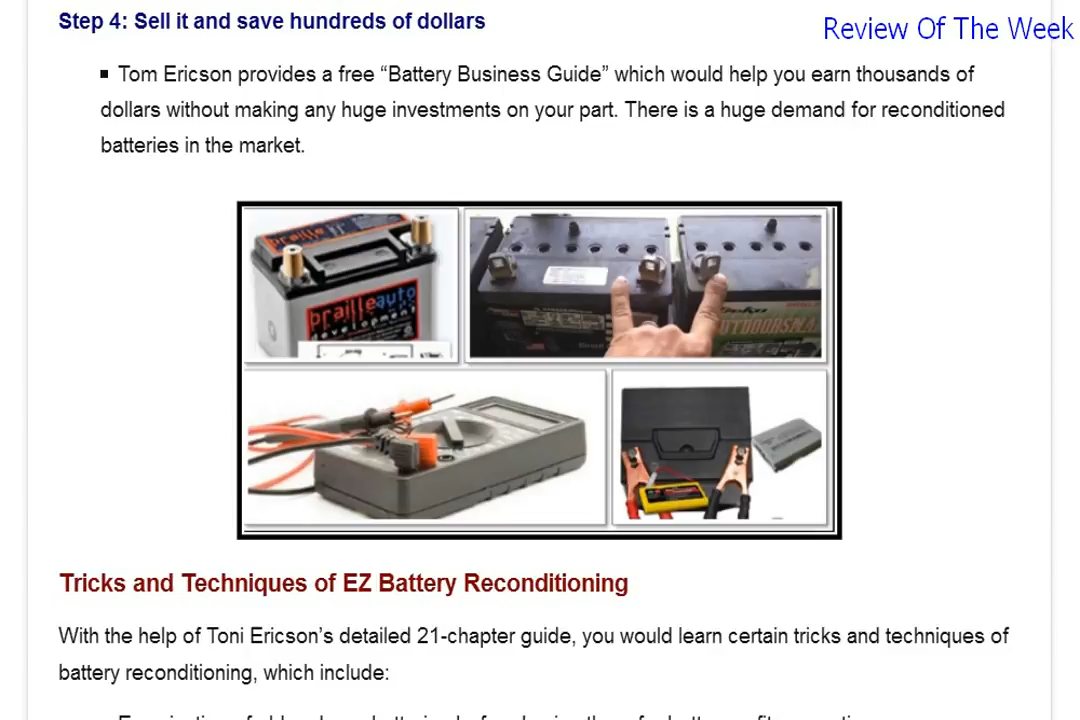 Step 4: Sell it and save hundreds of dollars
Review Of The Week
Tom Ericson provides a free “Battery Business Guide” which would help you earn thousands of
dollars without making any huge investments on your part. There is a huge demand for reconditioned
batteries in the market.
braille
brailleauto
development
Tricks and Techniques of EZ Battery Reconditioning
With the help of Toni Ericson’s detailed 21-chapter guide, you would learn certain tricks and techniques of
battery reconditioning, which include: